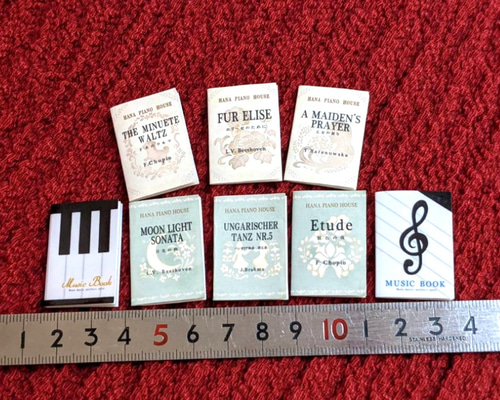 HANA PIANO HOUSE
THE MINUETE
WALTZ
F.Chopin
HANA PIANO HOUSE
FUR ELISE
L.V. Beethoven
HANA PIANO HOUSE
A MAIDEN'S
PRAYER
Music Book
HANA PIANO HOUSE
MOON LIGHT
SONATA
L.V. Beethoven
HANA PIANO HOUSE
UNGARISCHER
TANZ NR.5
J.Brahms
HANA PIANO HOUSE
Etude
F. Chopin
MUSIC BOOK
1 2 3 4 5 6 7 8 9 10 1 2 3 4
STAINLESS HARDENED